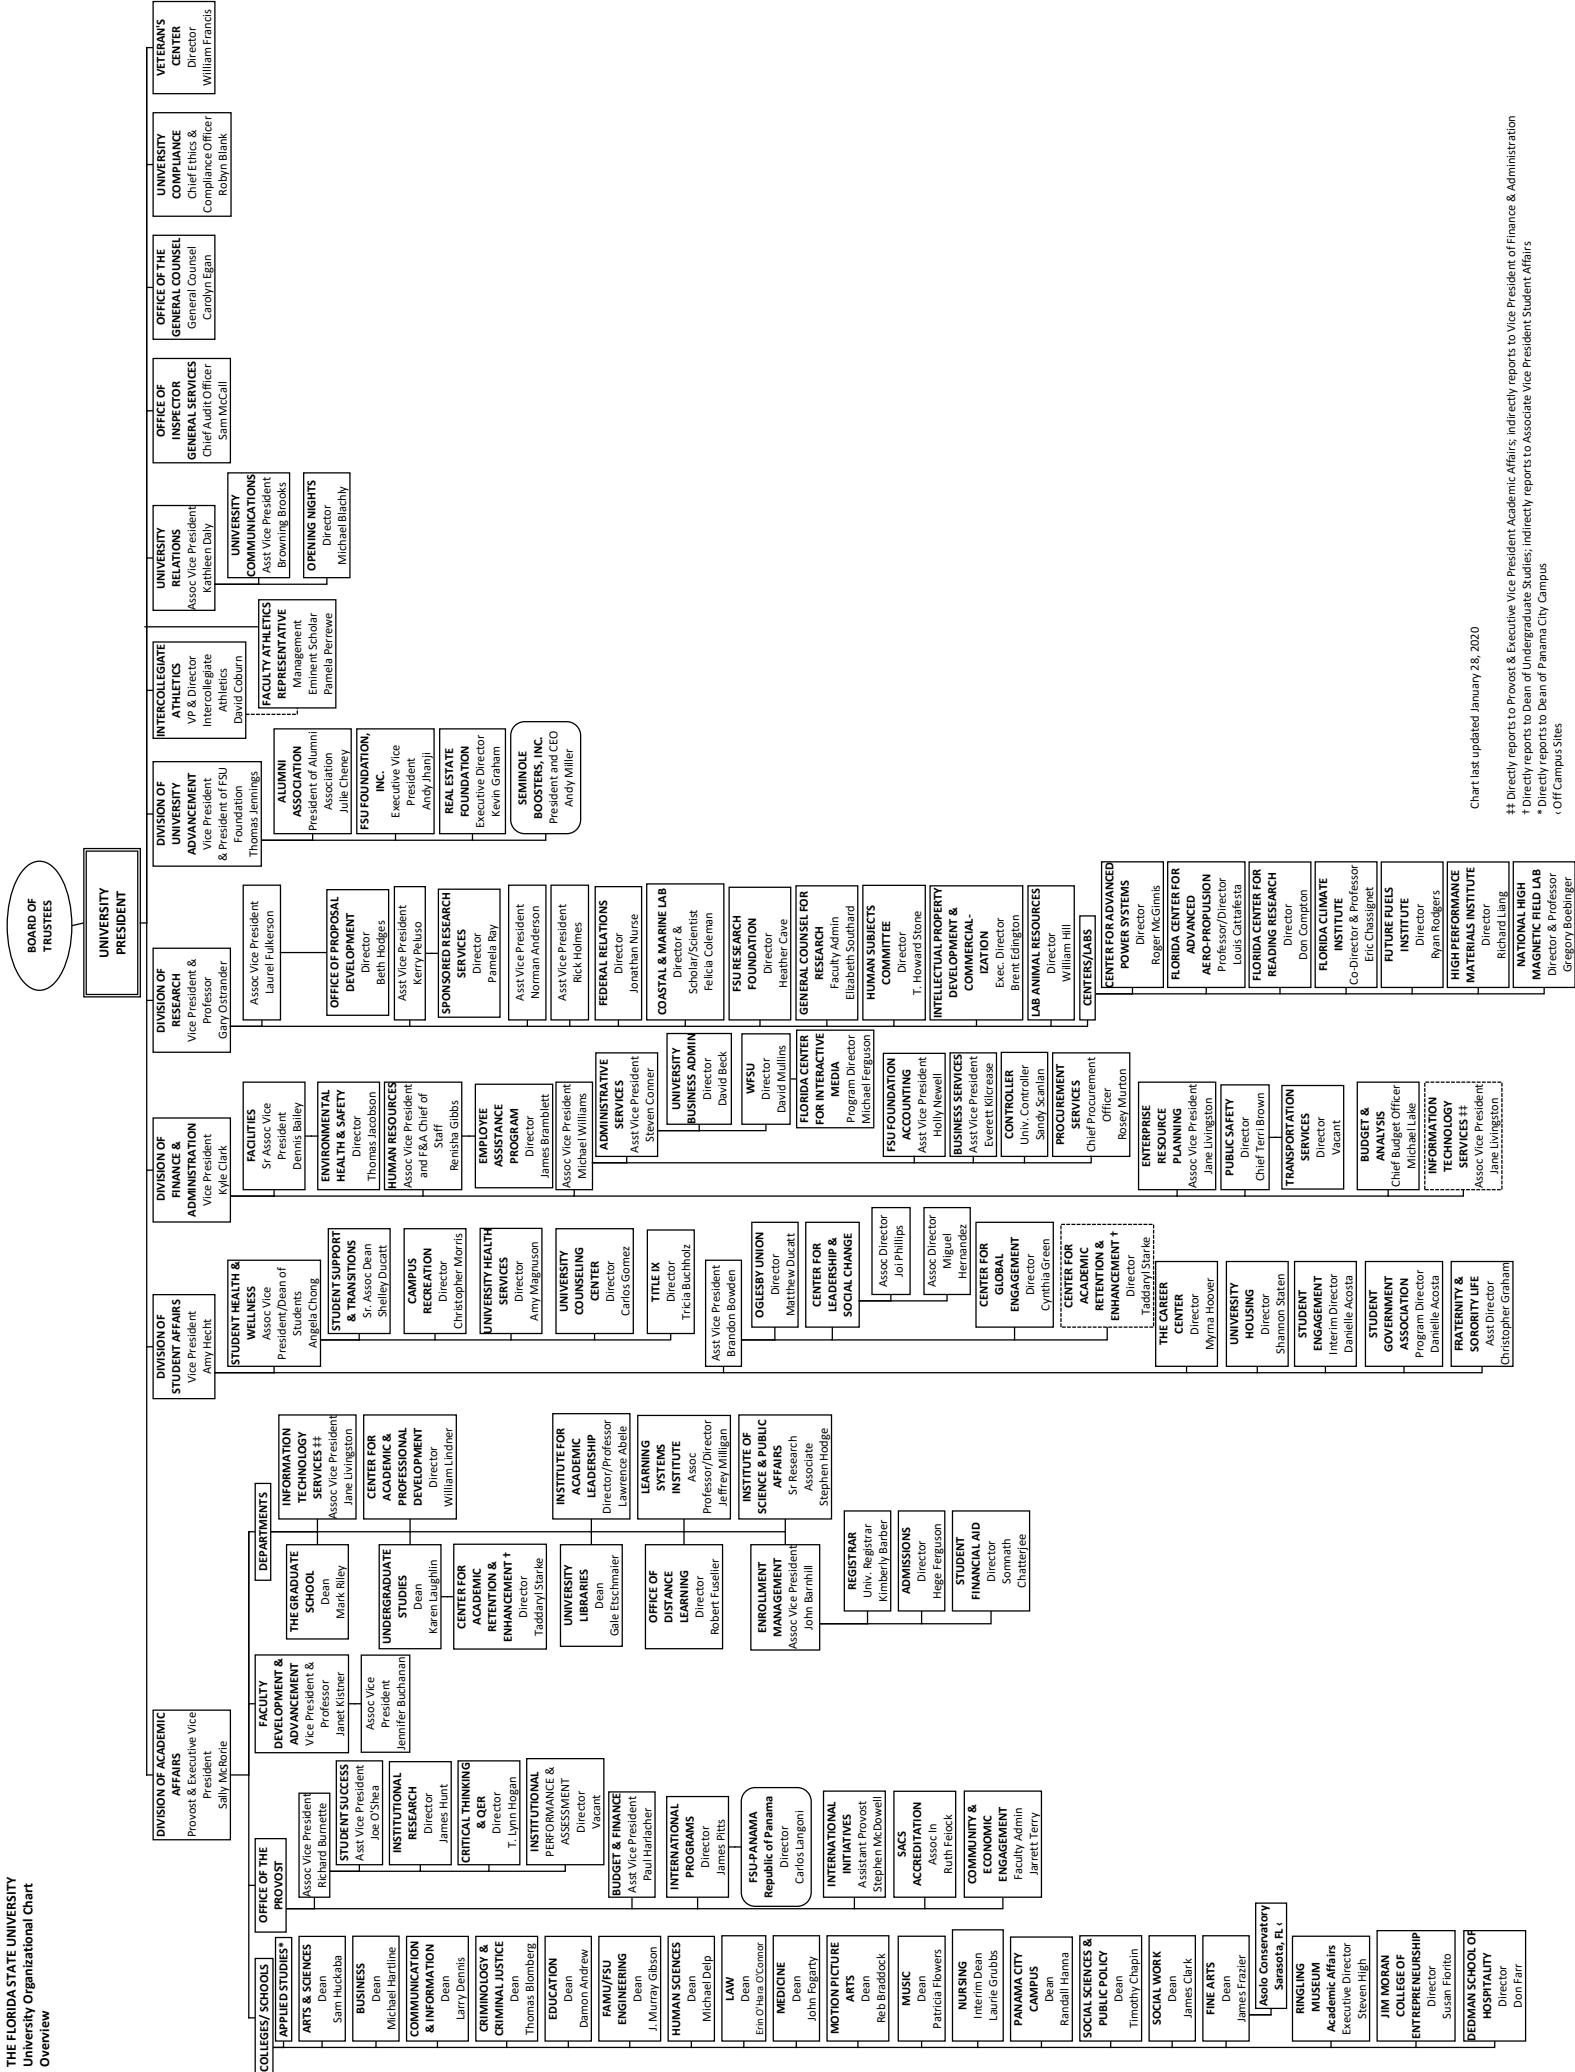 THE FLORIDA STATE UNIVERSITY
University Organizational Chart
Overview
BOARD OF
TRUSTEES
UNIVERSITY
PRESIDENT
DIVISION OF ACADEMIC
AFFAIRS
Provost & Executive Vice
President
Sally McRorie
COLLEGES/ SCHOOLS
APPLIED STUDIES*
ARTS & SCIENCES
Dean
Sam Huckaba
BUSINESS
Dean
Michael Hartline
COMMUNICATION
& INFORMATION
Dean
Larry Dennis
CRIMINOLOGY &
CRIMINAL JUSTICE
Dean
Thomas Blomberg
EDUCATION
Dean
Damon Andrew
FAMU/FSU
ENGINEERING
Dean
J. Murray Gibson
HUMAN SCIENCES
Dean
Michael Delp
LAW
Dean
Erin O'Hara O'Connor
MEDICINE
Dean
John Fogarty
MOTION PICTURE
ARTS
Dean
Reb Braddock
MUSIC
Dean
Patricia Flowers
NURSING
Interim Dean
Laurie Grubbs
PANAMA CITY
CAMPUS
Dean
Randall Hanna
SOCIAL SCIENCES &
PUBLIC POLICY
Dean
Timothy Chapin
SOCIAL WORK
Dean
James Clark
FINE ARTS
Dean
James Frazier
Asolo Conservatory
Sarasota, FL ‹
RINGLING
MUSEUM
Academic Affairs
Executive Director
Steven High
JIM MORAN
COLLEGE OF
ENTREPRENEURSHIP
Director
Susan Fiorito
DEDMAN SCHOOL OF
HOSPITALITY
Director
Don Farr
OFFICE OF THE
PROVOST
Assoc Vice President
Richard Burnette
STUDENT SUCCESS
Asst Vice President
Joe O'Shea
INSTITUTIONAL
RESEARCH
Director
James Hunt
CRITICAL THINKING
& QER
Director
T. Lynn Hogan
INSTITUTIONAL
PERFORMANCE &
ASSESSMENT
Director
Vacant
BUDGET & FINANCE
Asst Vice President
Paul Harlacher
INTERNATIONAL
PROGRAMS
Director
James Pitts
FSU-PANAMA
Republic of Panama
Director
Carlos Langoni
INTERNATIONAL
INITIATIVES
Assistant Provost
Stephen McDowell
SACS
ACCREDITATION
Assoc In
Ruth Feiock
COMMUNITY &
ECONOMIC
ENGAGEMENT
Faculty Admin
Jarrett Terry
FACULTY
DEVELOPMENT &
ADVANCEMENT
Vice President &
Professor
Janet Kistner
Assoc Vice
President
Jennifer Buchanan
DEPARTMENTS
THE GRADUATE
SCHOOL
Dean
Mark Riley
UNDERGRADUATE
STUDIES
Dean
Karen Laughlin
CENTER FOR
ACADEMIC
RETENTION &
ENHANCEMENT †
Director
Taddaryl Starke
UNIVERSITY
LIBRARIES
Dean
Gale Etschmaier
OFFICE OF
DISTANCE
LEARNING
Director
Robert Fuselier
ENROLLMENT
MANAGEMENT
Assoc Vice President
John Barnhill
REGISTRAR
Univ. Registrar
Kimberly Barber
ADMISSIONS
Director
Hege Ferguson
STUDENT
FINANCIAL AID
Director
Somnath
Chatterjee
INFORMATION
TECHNOLOGY
SERVICES ‡‡
Assoc Vice President
Jane Livingston
CENTER FOR
ACADEMIC &
PROFESSIONAL
DEVELOPMENT
Director
William Lindner
INSTITUTE FOR
ACADEMIC
LEADERSHIP
Director/Professor
Lawrence Abele
LEARNING
SYSTEMS
INSTITUTE
Assoc
Professor/Director
Jeffrey Milligan
INSTITUTE OF
SCIENCE & PUBLIC
AFFAIRS
Sr Research
Associate
Stephen Hodge
DIVISION OF
STUDENT AFFAIRS
Vice President
Amy Hecht
STUDENT HEALTH &
WELLNESS
Assoc Vice
President/Dean of
Students
Angela Chong
STUDENT SUPPORT
& TRANSITIONS
Sr. Assoc Dean
Shelley Ducatt
CAMPUS
RECREATION
Director
Christopher Morris
UNIVERSITY HEALTH
SERVICES
Director
Amy Magnuson
UNIVERSITY
COUNSELING
CENTER
Director
Carlos Gomez
TITLE IX
Director
Tricia Buchholz
Asst Vice President
Brandon Bowden
OGLESBY UNION
Director
Matthew Ducatt
CENTER FOR
LEADERSHIP &
SOCIAL CHANGE
Assoc Director
Joi Phillips
Assoc Director
Miguel
Hernandez
CENTER FOR
GLOBAL
ENGAGEMENT
Director
Cynthia Green
CENTER FOR
ACADEMIC
RETENTION &
ENHANCEMENT †
Director
Taddaryl Starke
THE CAREER
CENTER
Director
Myrna Hoover
UNIVERSITY
HOUSING
Director
Shannon Staten
STUDENT
ENGAGEMENT
Interim Director
Danielle Acosta
STUDENT
GOVERNMENT
ASSOCIATION
Program Director
Danielle Acosta
FRATERNITY &
SORORITY LIFE
Asst Director
Christopher Graham
DIVISION OF
FINANCE &
ADMINISTRATION
Vice President
Kyle Clark
FACILITIES
Sr Assoc Vice
President
Dennis Bailey
ENVIRONMENTAL
HEALTH & SAFETY
Director
Thomas Jacobson
HUMAN RESOURCES
Assoc Vice President
and F&A Chief of
Staff
Renisha Gibbs
EMPLOYEE
ASSISTANCE
PROGRAM
Director
James Bramblett
Assoc Vice President
Michael Williams
ADMINISTRATIVE
SERVICES
Asst Vice President
Steven Conner
UNIVERSITY
BUSINESS ADMIN
Director
David Beck
WFSU
Director
David Mullins
FLORIDA CENTER
FOR INTERACTIVE
MEDIA
Program Director
Michael Ferguson
FSU FOUNDATION
ACCOUNTING
Asst Vice President
Holly Newell
BUSINESS SERVICES
Asst Vice President
Everett Kilcrease
CONTROLLER
Univ. Controller
Sandy Scanlan
PROCUREMENT
SERVICES
Chief Procurement
Officer
Rosey Murton
ENTERPRISE
RESOURCE
PLANNING
Assoc Vice President
Jane Livingston
PUBLIC SAFETY
Director
Chief Terri Brown
TRANSPORTATION
SERVICES
Director
Vacant
BUDGET &
ANALYSIS
Chief Budget Officer
Michael Lake
INFORMATION
TECHNOLOGY
SERVICES ‡‡
Assoc Vice President
Jane Livingston
DIVISION OF
RESEARCH
Vice President &
Professor
Gary Ostrander
Assoc Vice President
Laurel Fulkerson
OFFICE OF PROPOSAL
DEVELOPMENT
Director
Beth Hodges
Asst Vice President
Kerry Peluso
SPONSORED RESEARCH
SERVICES
Director
Pamela Ray
Asst Vice President
Norman Anderson
Asst Vice President
Rick Holmes
FEDERAL RELATIONS
Director
Jonathan Nurse
COASTAL & MARINE LAB
Director &
Scholar/Scientist
Felicia Coleman
FSU RESEARCH
FOUNDATION
Director
Heather Cave
GENERAL COUNSEL FOR
RESEARCH
Faculty Admin
Elizabeth Southard
HUMAN SUBJECTS
COMMITTEE
Director
T. Howard Stone
INTELLECTUAL PROPERTY
DEVELOPMENT &
COMMERCIAL-
IZATION
Exec. Director
Brent Edington
LAB ANIMAL RESOURCES
Director
William Hill
CENTERS/LABS
CENTER FOR ADVANCED
POWER SYSTEMS
Director
Roger McGinnis
FLORIDA CENTER FOR
ADVANCED
AERO-PROPULSION
Professor/Director
Louis Cattafesta
FLORIDA CENTER FOR
READING RESEARCH
Director
Don Compton
FLORIDA CLIMATE
INSTITUTE
Co-Director & Professor
Eric Chassignet
FUTURE FUELS
INSTITUTE
Director
Ryan Rodgers
HIGH PERFORMANCE
MATERIALS INSTITUTE
Director
Richard Liang
NATIONAL HIGH
MAGNETIC FIELD LAB
Director & Professor
Gregory Boebinger
DIVISION OF
UNIVERSITY
ADVANCEMENT
Vice President
& President of FSU
Foundation
Thomas Jennings
ALUMNI
ASSOCIATION
President of Alumni
Association
Julie Cheney
FSU FOUNDATION,
INC.
Executive Vice
President
Andy Jhanji
REAL ESTATE
FOUNDATION
Executive Director
Kevin Graham
SEMINOLE
BOOSTERS, INC.
President and CEO
Andy Miller
INTERCOLLEGIATE
ATHLETICS
VP & Director
Intercollegiate
Athletics
David Coburn
FACULTY ATHLETICS
REPRESENTATIVE
Management
Eminent Scholar
Pamela Perrewe
UNIVERSITY
RELATIONS
Assoc Vice President
Kathleen Daly
UNIVERSITY
COMMUNICATIONS
Asst Vice President
Browning Brooks
OPENING NIGHTS
Director
Michael Blachly
OFFICE OF
INSPECTOR
GENERAL SERVICES
Chief Audit Officer
Sam McCall
OFFICE OF THE
GENERAL COUNSEL
General Counsel
Carolyn Egan
UNIVERSITY
COMPLIANCE
Chief Ethics &
Compliance Officer
Robyn Blank
VETERAN'S
CENTER
Director
William Francis
Chart last updated January 28, 2020
‡‡ Directly reports to Provost & Executive Vice President Academic Affairs; indirectly reports to Vice President of Finance & Administration
† Directly reports to Dean of Undergraduate Studies; indirectly reports to Associate Vice President Student Affairs
* Directly reports to Dean of Panama City Campus
‹ Off Campus Sites